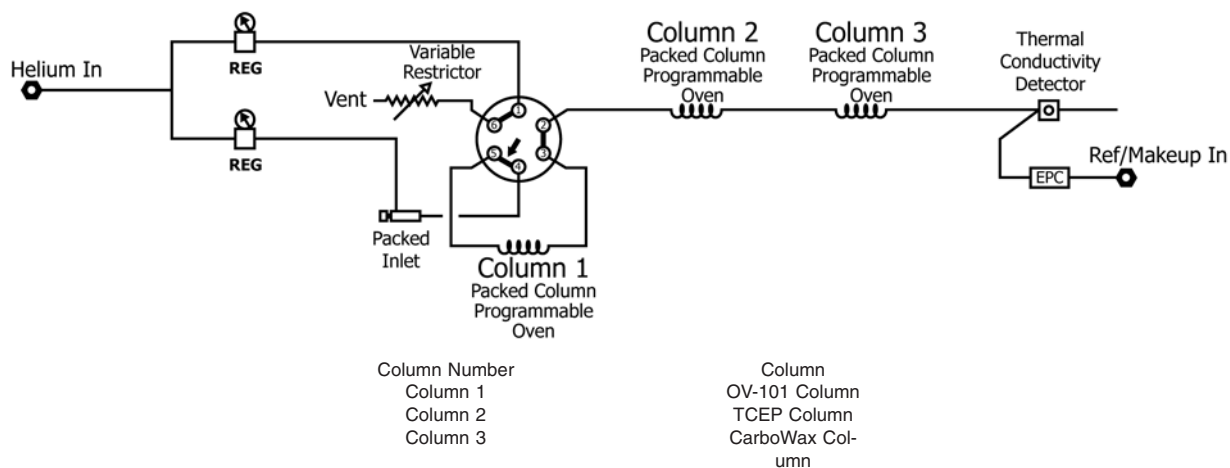 Helium In
REG
REG
Vent
Variable
Restrictor
1
2
3
4
5
6
Packed
Inlet
Column 1
Packed Column
Programmable
Oven
Column 2
Packed Column
Programmable
Oven
Column 3
Packed Column
Programmable
Oven
Thermal
Conductivity
Detector
EPC
Ref/Makeup In
Column Number Column
Column 1 OV-101 Column
Column 2 TCEP Column
Column 3 CarboWax Col-
umn